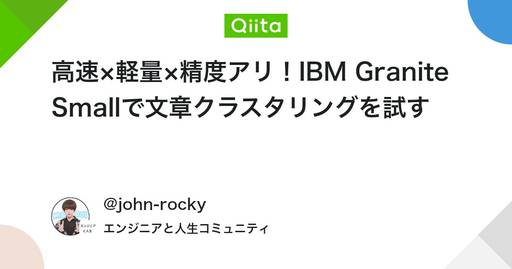 Qiita
高速×軽量×精度アリ！IBM Granite
Smallで文章クラスタリングを試す
@john-rocky
エンジニアと人生コミュニティ